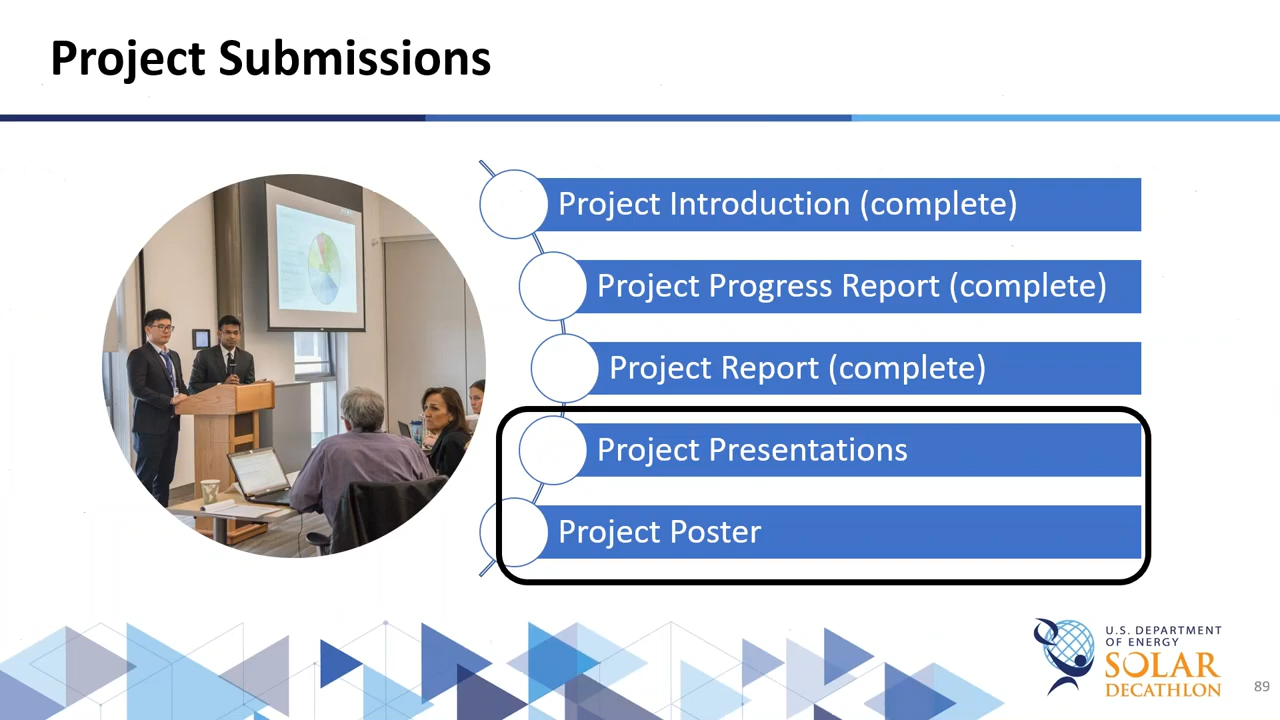 Project Submissions
Project Introduction (complete)
Project Progress Report (complete)
Project Report (complete)
Project Presentations
Project Poster
U.S. DEPARTMENT
OF ENERGY
SOLAR
DECATHLON
89